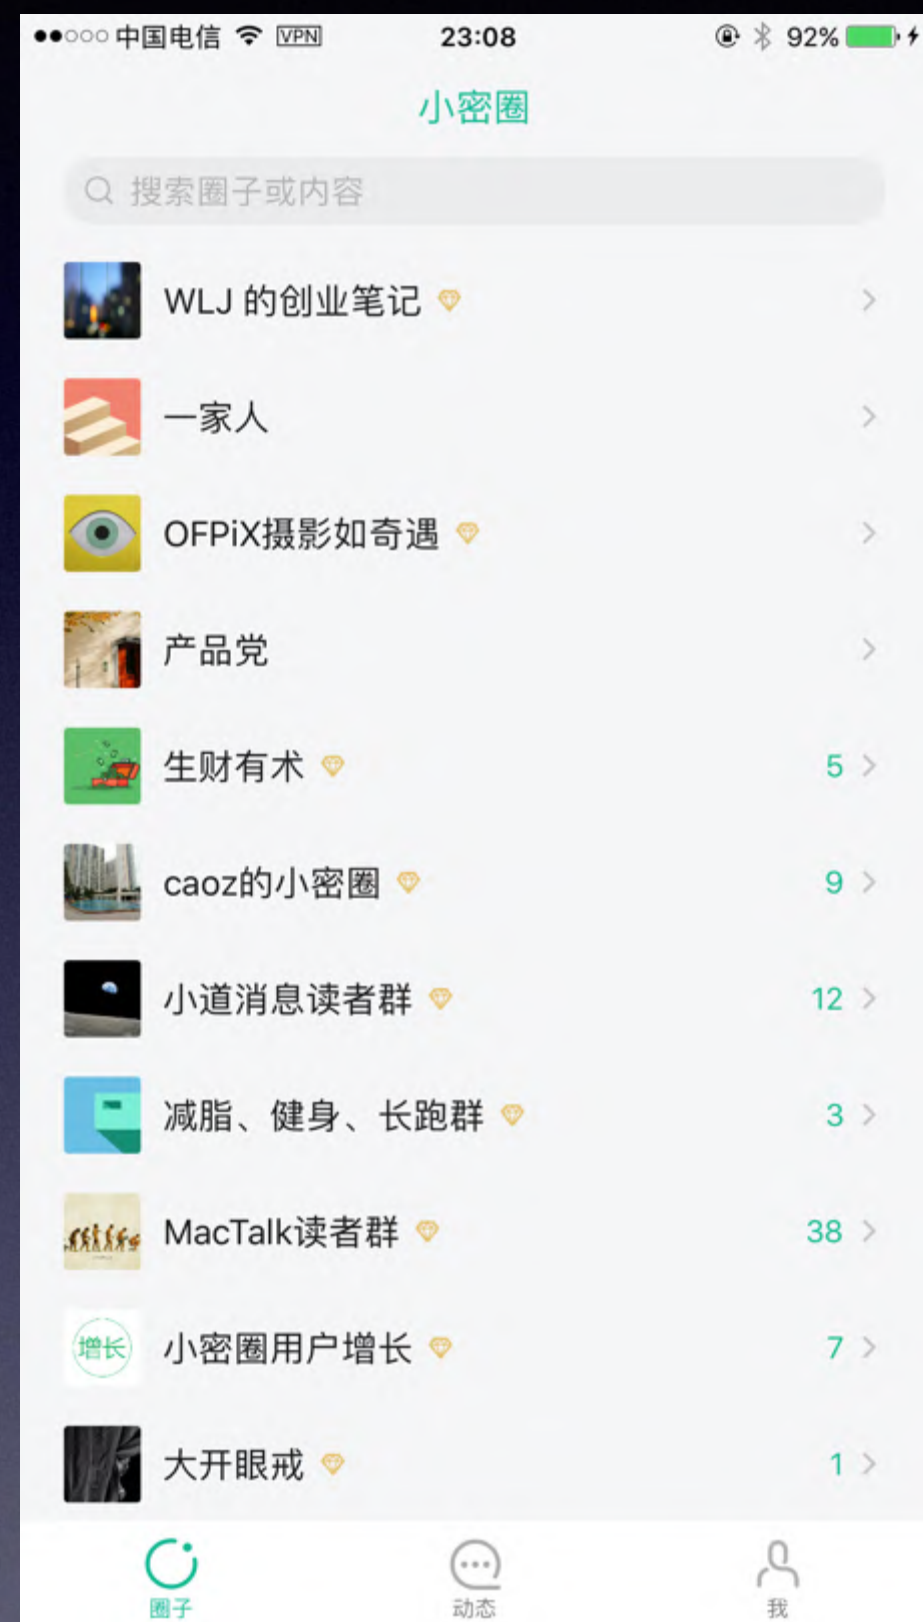 中国电信 VPN 23:08 92%
小密圈
搜索圈子或内容
WLJ 的创业笔记
一家人
OFPiX摄影如奇遇
产品党
生财有术 5
caoz的小密圈 9
小道消息读者群 12
减脂、健身、长跑群 3
MacTalk读者群 38
增长 小密圈用户增长 7
大开眼戒 1
圈子 动态 我